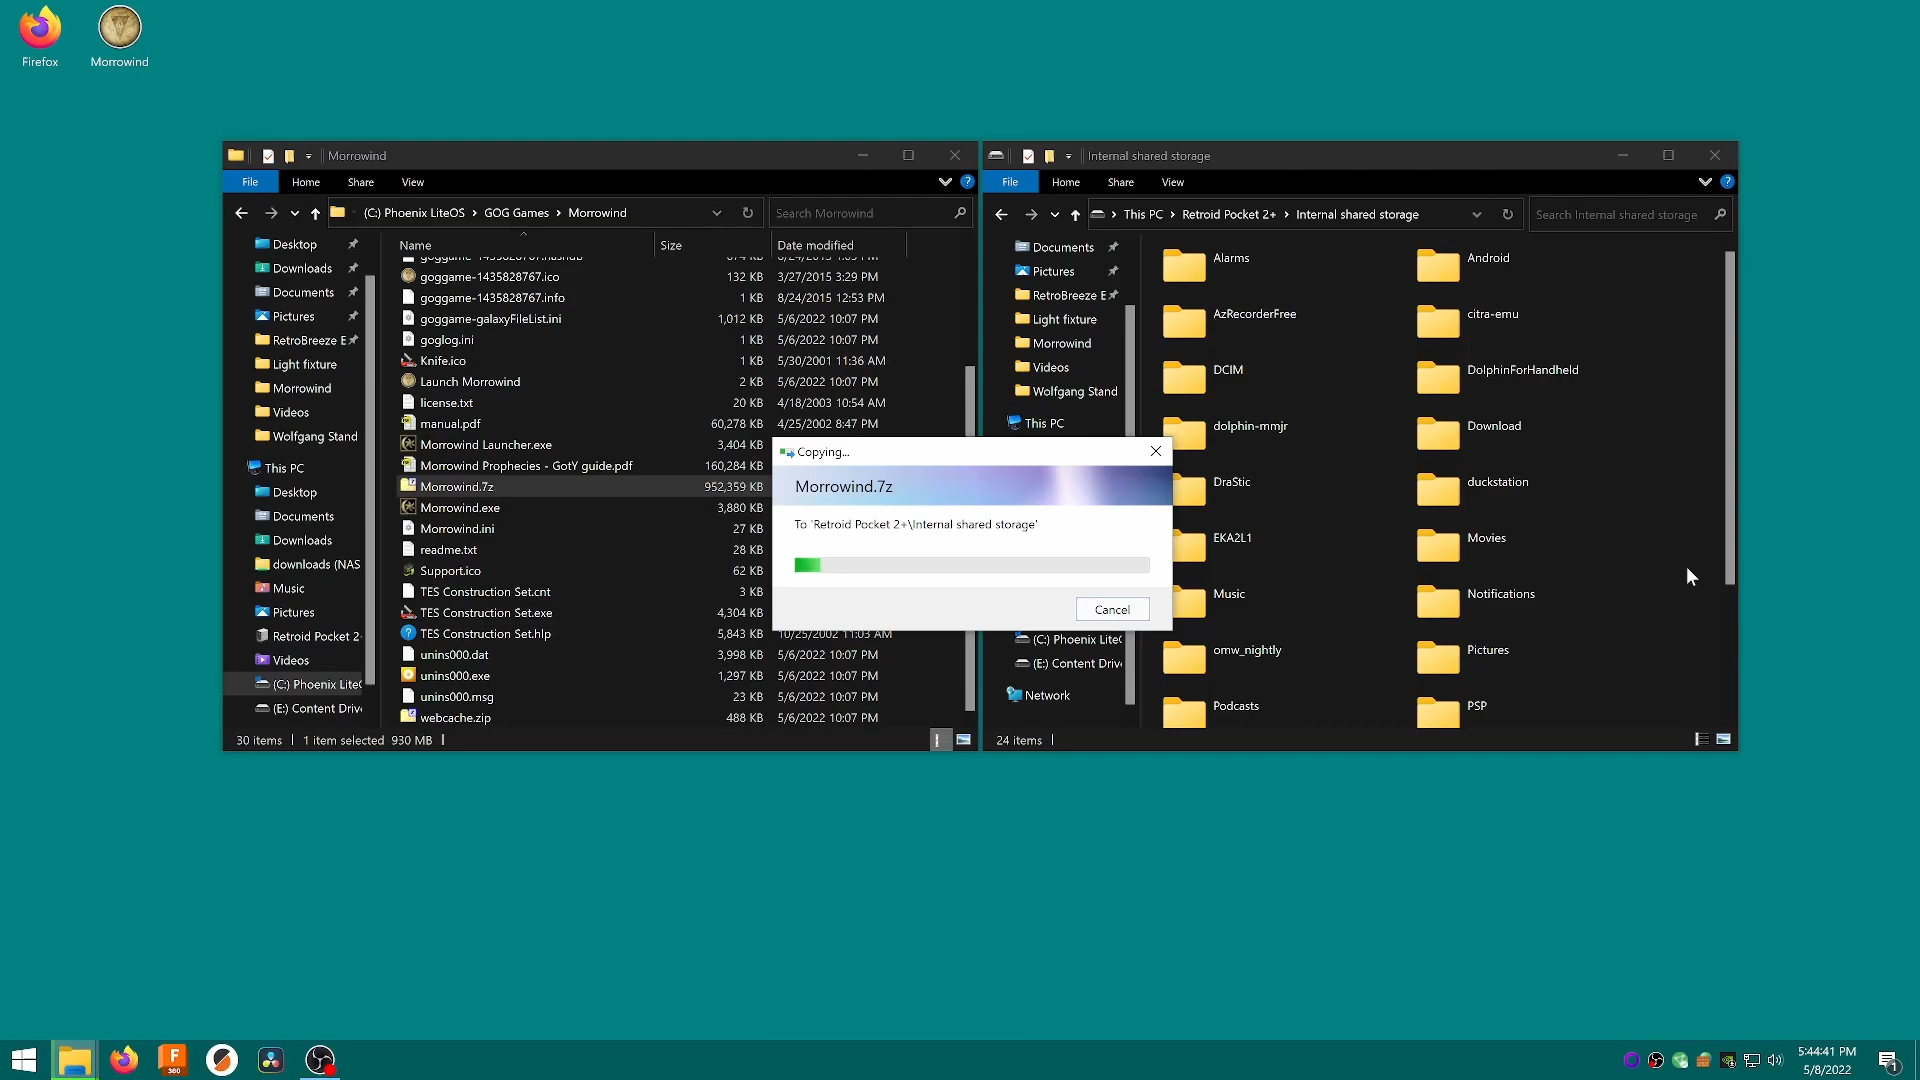 Firefox
Morrowind
Morrowind
File
Home
Share
View
(C:) Phoenix LiteOS
GOG Games
Morrowind
Search Morrowind
Desktop
Downloads
Documents
Pictures
RetroBreeze E
Light fixture
Morrowind
Videos
Wolfgang Stand
This PC
Desktop
Documents
Downloads
downloads (NAS
Music
Pictures
Retroid Pocket 2
Videos
(C:) Phoenix Lite
(E:) Content Driv
Name Size Date modified
goggame-1435828767.ico 132 KB 3/27/2015 3:29 PM
goggame-1435828767.info 1 KB 8/24/2015 12:53 PM
goggame-galaxyFileList.ini 1,012 KB 5/6/2022 10:07 PM
goglog.ini 1 KB 5/6/2022 10:07 PM
Knife.ico 1 KB 5/30/2001 11:36 AM
Launch Morrowind 2 KB 5/6/2022 10:07 PM
license.txt 20 KB 4/18/2003 10:54 AM
manual.pdf 60,278 KB 4/25/2002 8:47 PM
Morrowind Launcher.exe 3,404 KB
Morrowind Prophecies - GotY guide.pdf 160,284 KB
Morrowind.7z 952,359 KB
Morrowind.exe 3,880 KB
Morrowind.ini 27 KB
readme.txt 28 KB
Support.ico 62 KB
TES Construction Set.cnt 3 KB
TES Construction Set.exe 4,304 KB
TES Construction Set.hlp 5,843 KB 10/25/2002 11:03 AM
unins000.dat 3,998 KB 5/6/2022 10:07 PM
unins000.exe 1,297 KB 5/6/2022 10:07 PM
unins000.msg 23 KB 5/6/2022 10:07 PM
webcache.zip 488 KB 5/6/2022 10:07 PM
30 items 1 item selected 930 MB
Copying...
Morrowind.7z
To 'Retroid Pocket 2+\Internal shared storage'
Cancel
Internal shared storage
File
Home
Share
View
This PC
Retroid Pocket 2+
Internal shared storage
Search Internal shared storage
Documents
Pictures
RetroBreeze E
Light fixture
Morrowind
Videos
Wolfgang Stand
This PC
(C:) Phoenix Lite
(E:) Content Driv
Network
Alarms Android
AzRecorderFree citra-emu
DCIM DolphinForHandheld
dolphin-mmjr Download
DraStic duckstation
EKA2L1 Movies
Music Notifications
omw_nightly Pictures
Podcasts PSP
24 items
F
360
5:44:41 PM
5/8/2022
1